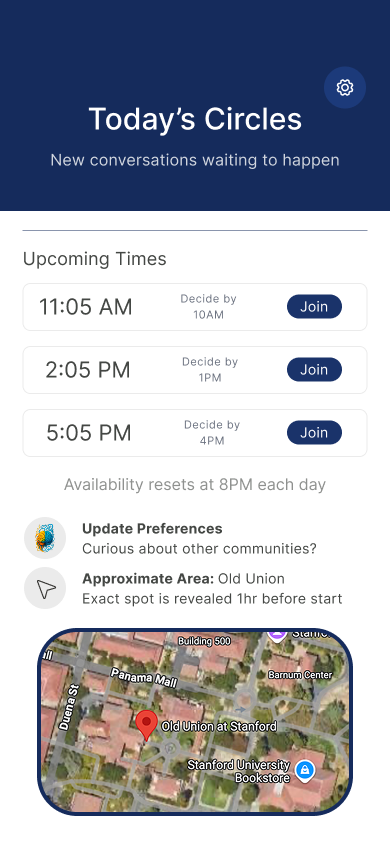 Today’s Circles
New conversations waiting to happen
Upcoming Times
11:05 AM
Decide by
10AM
Join
2:05 PM
Decide by
1PM
Join
5:05 PM
Decide by
4PM
Join
Availability resets at 8PM each day
Update Preferences
Curious about other communities?
Approximate Area: Old Union
Exact spot is revealed 1hr before start
Building 500
Panama Mall
Barnum Center
Duena St
Old Union at Stanford
Stanford University
Bookstore